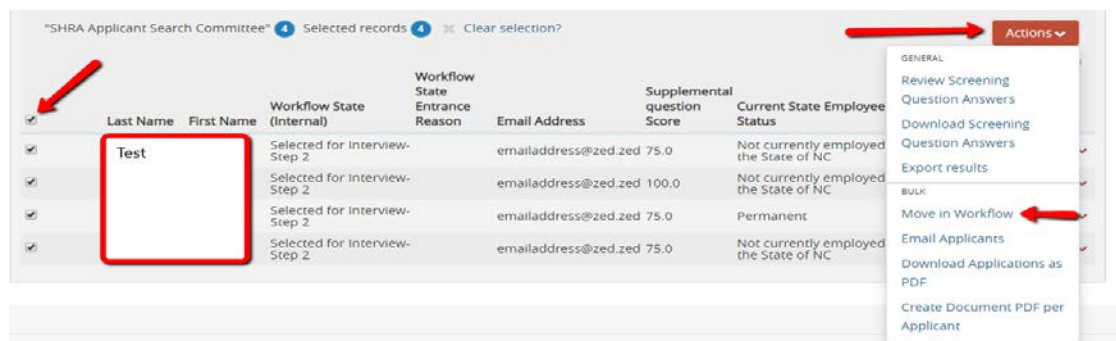 "SHRA Applicant Search Committee" 4 Selected records 4 Clear selection?
Actions
GENERAL
Review Screening
Question Answers
Download Screening
Question Answers
Export results
BULK
Move in Workflow
Email Applicants
Download Applications as
PDF
Create Document PDF per
Applicant
Last Name First Name Workflow State (Internal) Workflow State Entrance Reason Email Address Supplemental question Score Current State Employee Status
Test
Selected for Interview- emailaddress@zed.zed 75.0 Not currently employed
Step 2 the State of NC
Selected for Interview- emailaddress@zed.zed 100.0 Not currently employed
Step 2 the State of NC
Selected for Interview- emailaddress@zed.zed 75.0 Permanent
Step 2
Selected for Interview- emailaddress@zed.zed 75.0 Not currently employed
Step 2 the State of NC